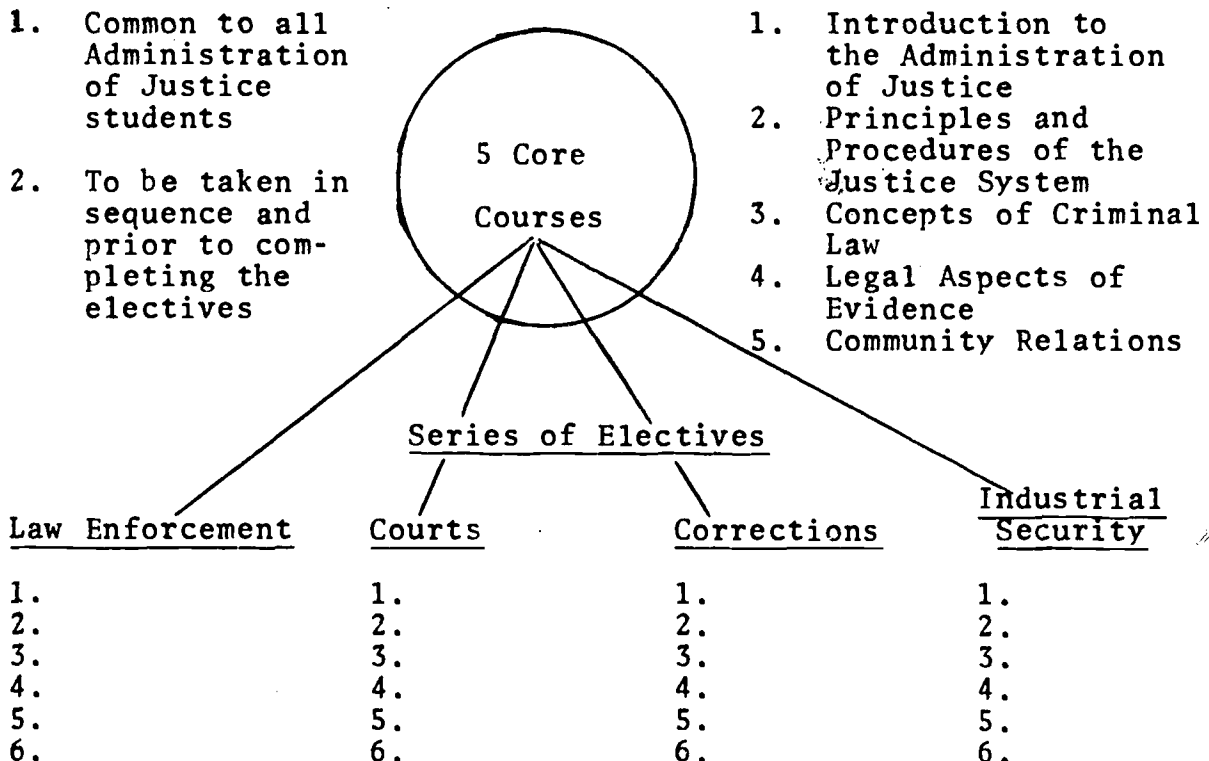 1. Common to all
Administration
of Justice
students
2. To be taken in
sequence and
prior to com-
pleting the
electives
5 Core
Courses
1. Introduction to
the Administration
of Justice
2. Principles and
Procedures of the
Justice System
3. Concepts of Criminal
Law
4. Legal Aspects of
Evidence
5. Community Relations
Series of Electives
Law Enforcement
1.
2.
3.
4.
5.
6.
Courts
1.
2.
3.
4.
5.
6.
Corrections
1.
2.
3.
4.
5.
6.
Industrial
Security
1.
2.
3.
4.
5.
6.